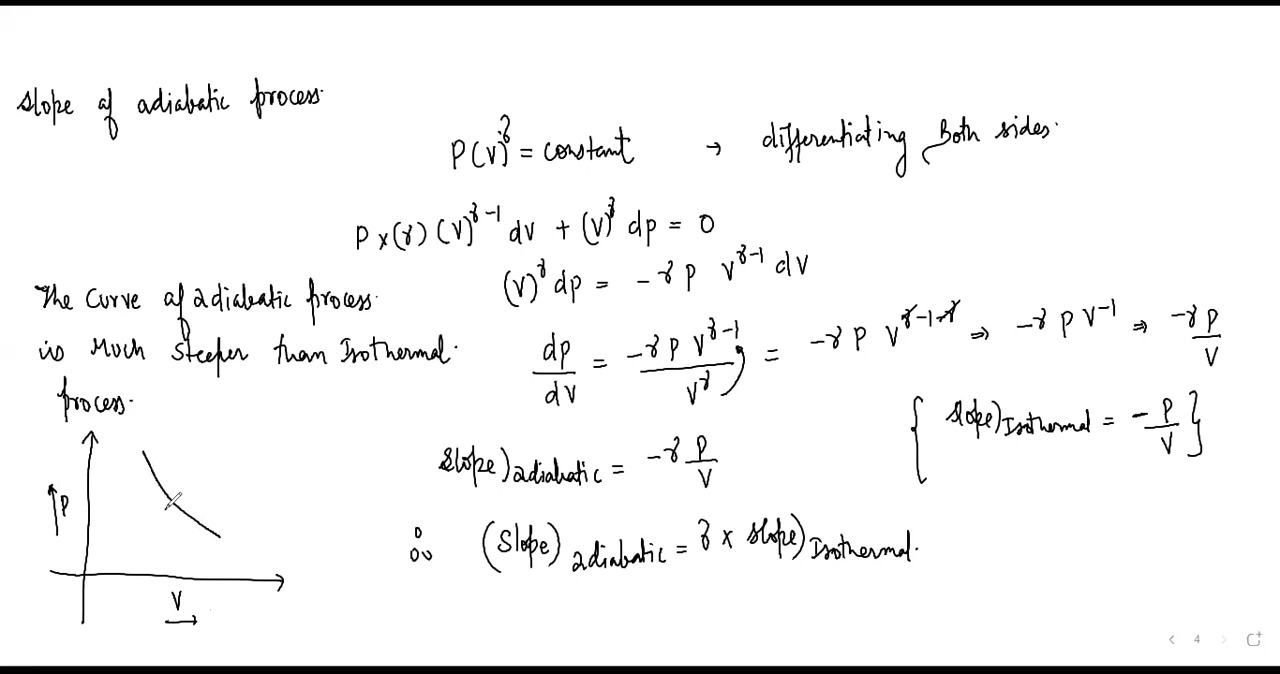 Slope of adiabatic process.
P(V)^γ = constant → differentiating Both sides.
P×(γ)(V)^γ-1 dV + (V)^γ dp = 0
(V)^γ dp = -γ P V^γ-1 dV
The Curve of adiabatic process.
is Much Steeper than Isothermal.
process.
dp/dV = -γ P V^γ-1 / V^γ = -γ P V^γ-1-γ ⇒ -γ P V^-1 ⇒ -γ P/V
{ Slope)Isothermal = -P/V }
Slope)adiabatic = -γ P/V
∴ (Slope)adiabatic = γ × Slope)Isothermal.
P
V
< 4 >